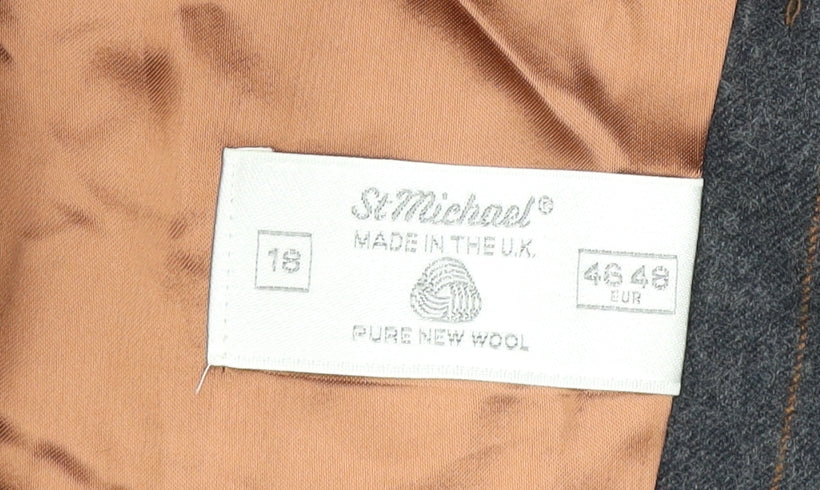 St Michael®
MADE IN THE U.K.
18
46 48
EUR
PURE NEW WOOL